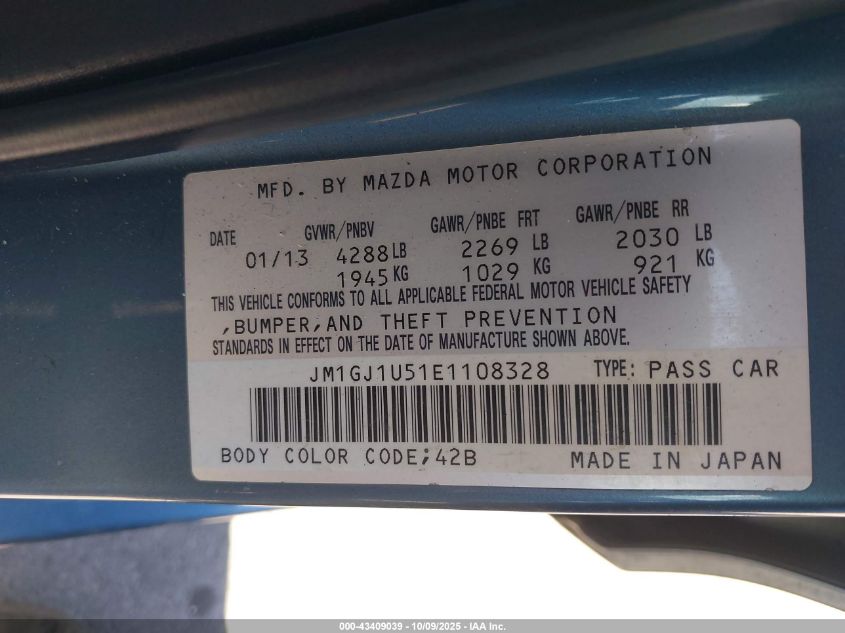 MFD. BY MAZDA MOTOR CORPORATION
DATE GVWR/PNBV GAWR/PNBE FRT GAWR/PNBE RR
01/13 4288 LB 2269 LB 2030 LB
1945 KG 1029 KG 921 KG
THIS VEHICLE CONFORMS TO ALL APPLICABLE FEDERAL MOTOR VEHICLE SAFETY
,BUMPER,AND THEFT PREVENTION
STANDARDS IN EFFECT ON THE DATE OF MANUFACTURE SHOWN ABOVE.
JM1GJ1U51E1108328 TYPE: PASS CAR
BODY COLOR CODE;42B MADE IN JAPAN
000-43409039 - 10/09/2025 - IAA Inc.